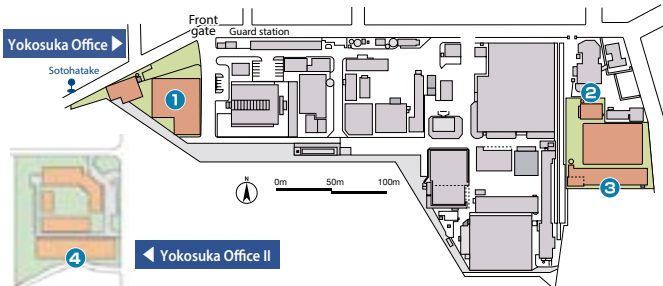 Front
gate
Guard station
Yokosuka Office ▶
Sotohatake
1
2
3
N
0m 50m 100m
4
◀ Yokosuka Office II